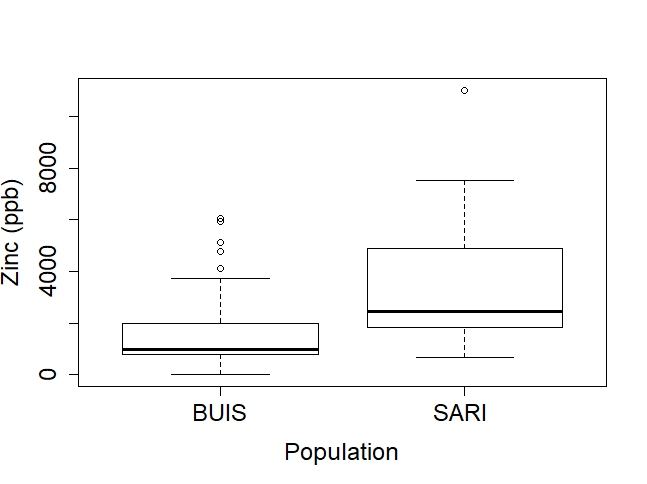 Zinc (ppb)
8000
4000
0
BUIS SARI
Population